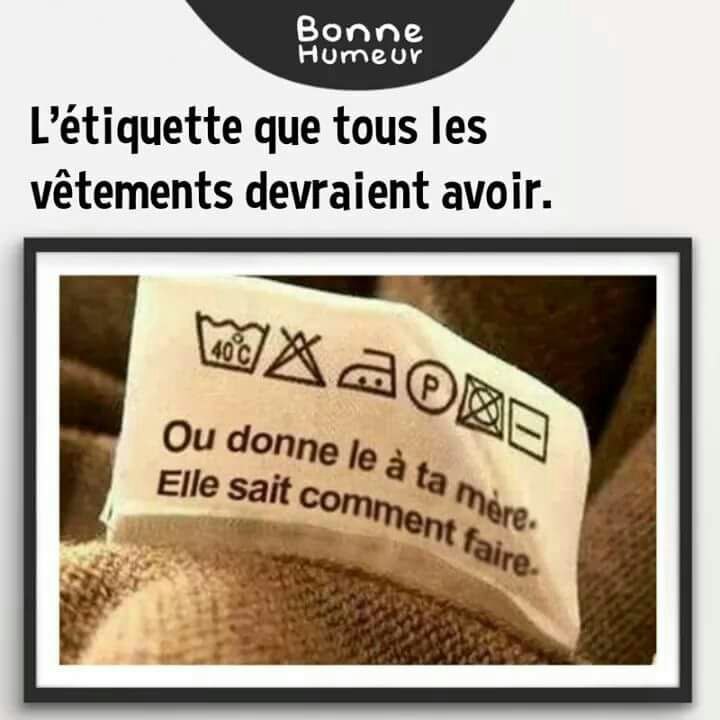 Bonne
Humeur
L'étiquette que tous les
vêtements devraient avoir.
40°C P
Ou donne le à ta mère.
Elle sait comment faire.